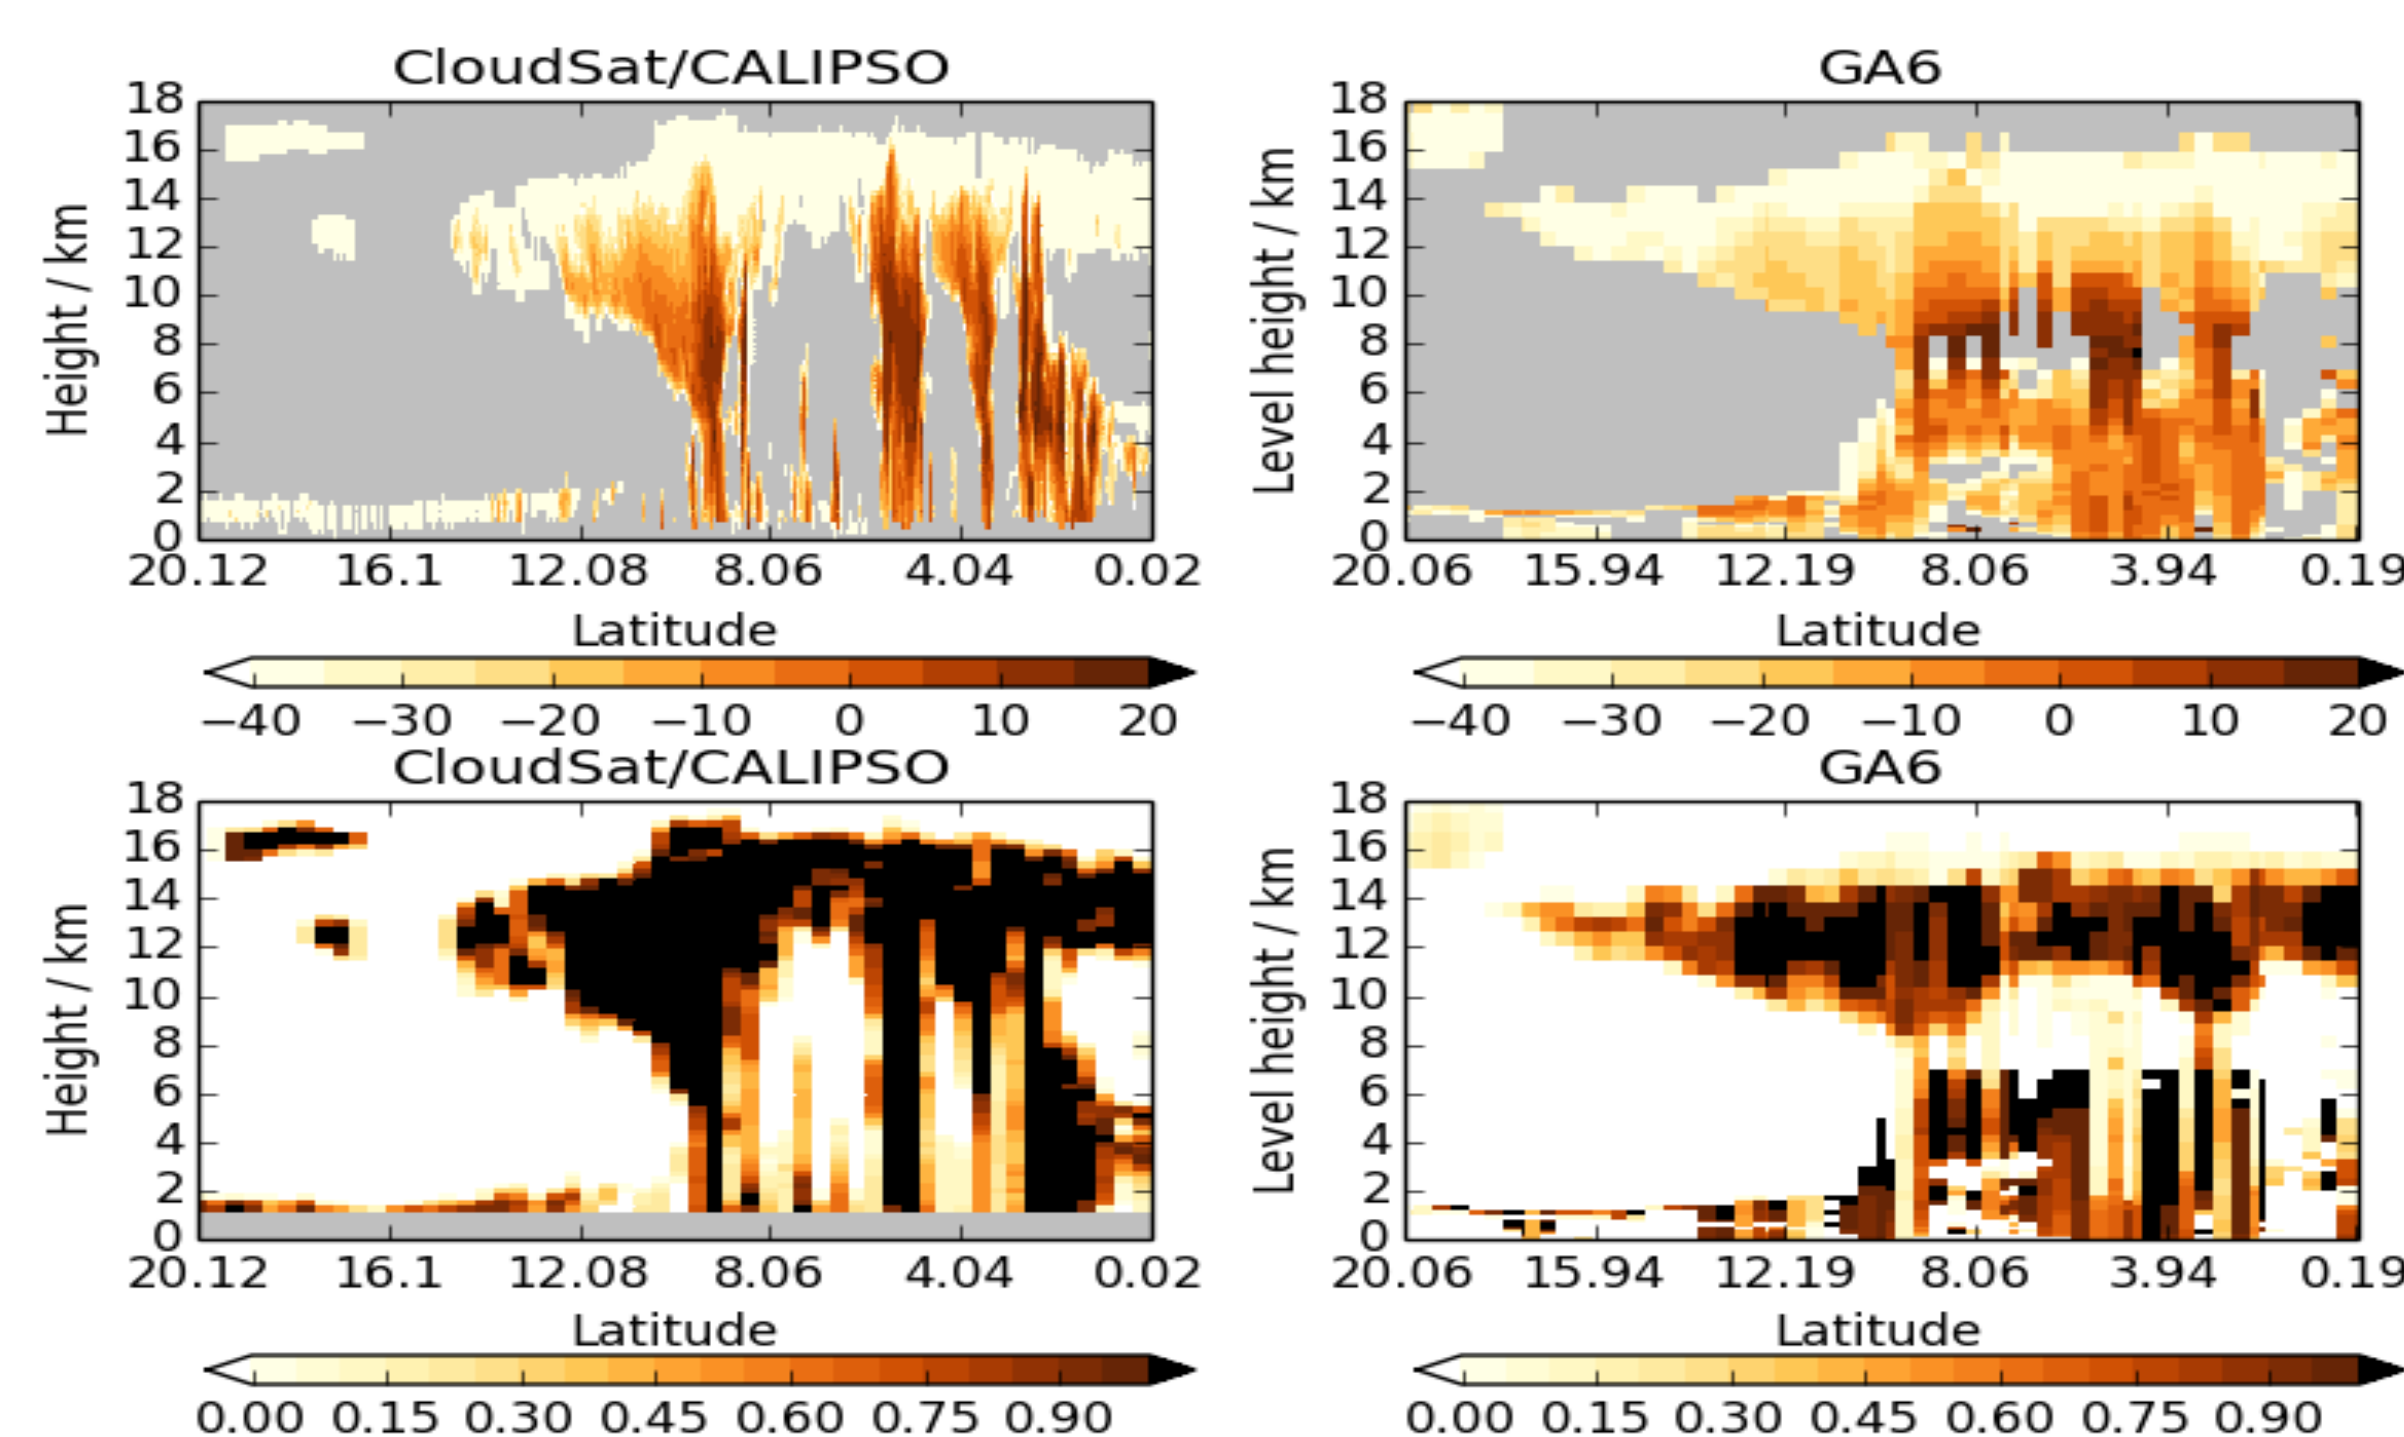 CloudSat/CALIPSO GA6
18 18
16 16
14 14
12 12
10 10
8 8
6 6
4 4
2 2
0 0
Height / km Level height / km
20.12 16.1 12.08 8.06 4.04 0.02 20.06 15.94 12.19 8.06 3.94 0.19
Latitude Latitude
−40 −30 −20 −10 0 10 20 −40 −30 −20 −10 0 10 20
CloudSat/CALIPSO GA6
18 18
16 16
14 14
12 12
10 10
8 8
6 6
4 4
2 2
0 0
Height / km Level height / km
20.12 16.1 12.08 8.06 4.04 0.02 20.06 15.94 12.19 8.06 3.94 0.19
Latitude Latitude
0.00 0.15 0.30 0.45 0.60 0.75 0.90 0.00 0.15 0.30 0.45 0.60 0.75 0.90